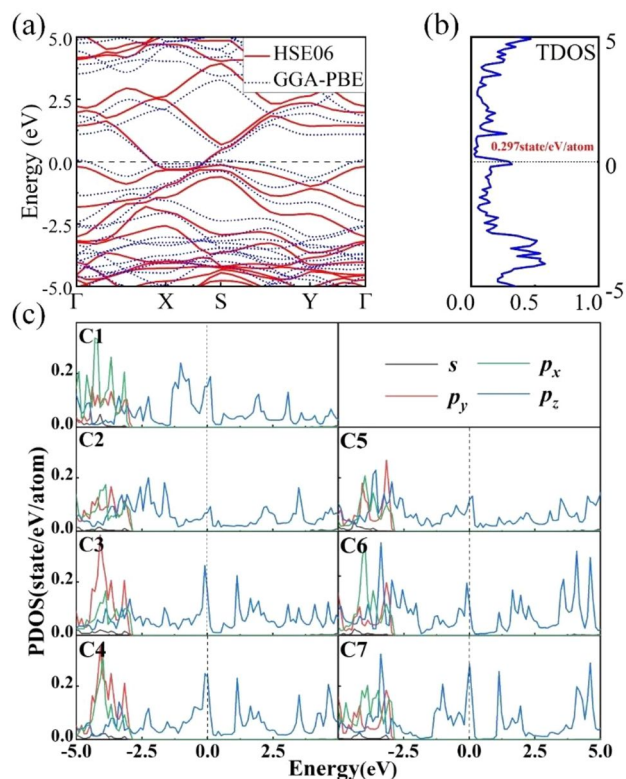 (a)
5.0
2.5
0.0
-2.5
-5.0
Energy (eV)
HSE06
GGA-PBE
Γ X S Y Γ
(b)
TDOS
5
0.297state/eV/atom
0
-5
0.0 0.5 1.0
(c)
C1
0.2
0.0
s px
py pz
C2
0.2
0.0
C5
C3
0.2
0.0
C6
C4
0.2
0.0
C7
PDOS(state/eV/atom)
-5.0 -2.5 0.0 2.5 -2.5 0.0 2.5 5.0
Energy(eV)